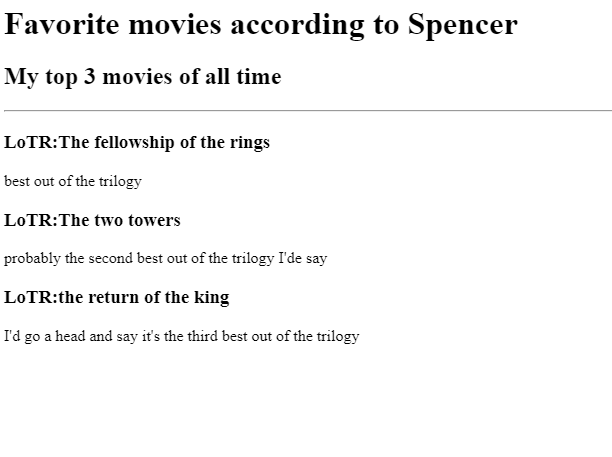 Favorite movies according to Spencer
My top 3 movies of all time
LoTR:The fellowship of the rings
best out of the trilogy
LoTR:The two towers
probably the second best out of the trilogy I'de say
LoTR:the return of the king
I'd go a head and say it's the third best out of the trilogy